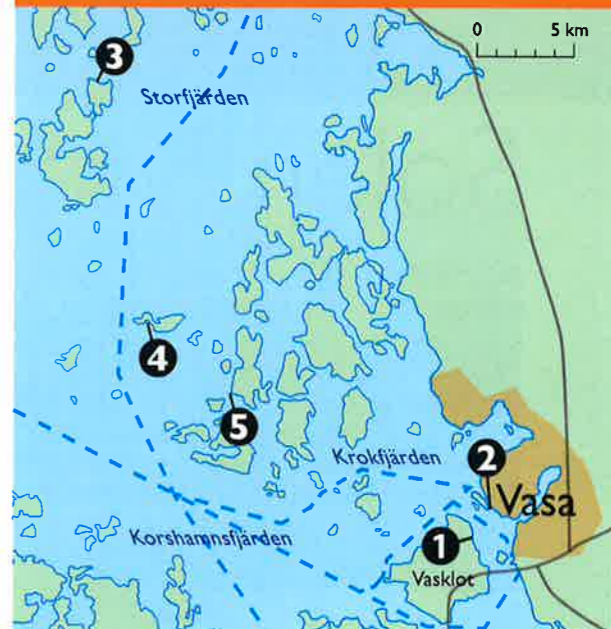 0 5 km
3
Storfjärden
4
5
Krokfjärden
2
Vasa
Korshamnsfjärden
1
Vasklot